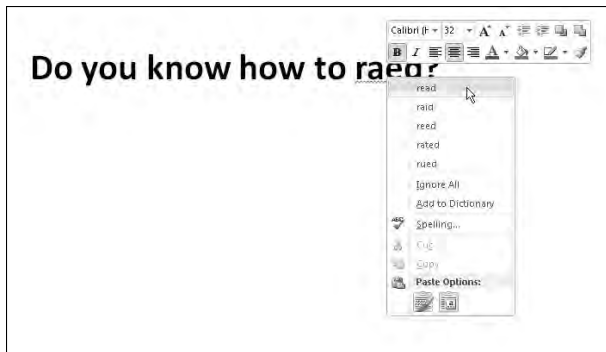 Calibri (H 32 A A
B I A
Do you know how to raed?
read
raid
reed
rated
rued
Ignore All
Add to Dictionary
ABC Spelling...
Cut
Copy
Paste Options:
a